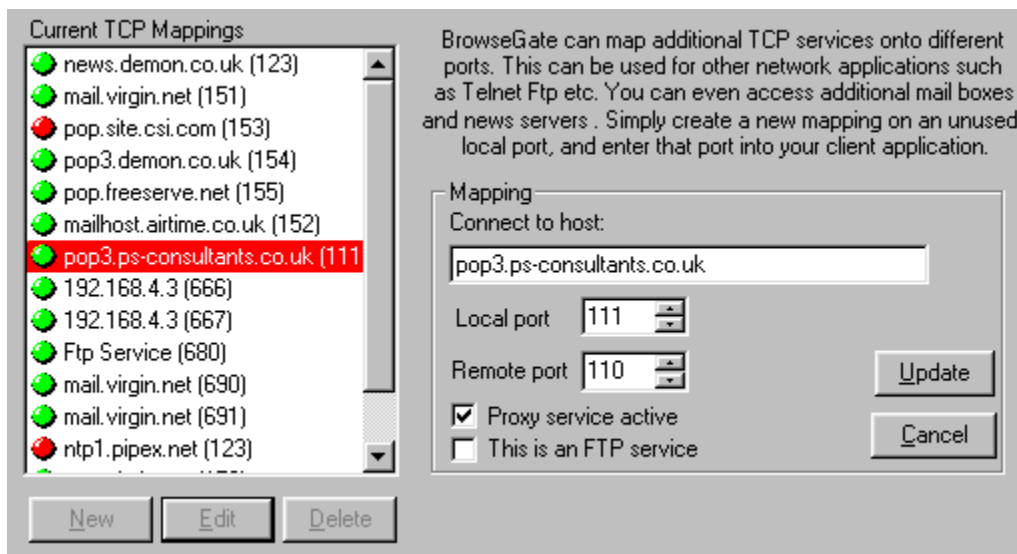 Current TCP Mappings
news.demon.co.uk (123)
mail.virgin.net (151)
pop.site.csi.com (153)
pop3.demon.co.uk (154)
pop.freeserve.net (155)
mailhost.airtime.co.uk (152)
pop3.ps-consultants.co.uk (111
192.168.4.3 (666)
192.168.4.3 (667)
Ftp Service (680)
mail.virgin.net (690)
mail.virgin.net (691)
ntp1.pipex.net (123)
New
Edit
Delete
BrowseGate can map additional TCP services onto different
ports. This can be used for other network applications such
as Telnet Ftp etc. You can even access additional mail boxes
and news servers . Simply create a new mapping on an unused
local port, and enter that port into your client application.
Mapping
Connect to host:
pop3.ps-consultants.co.uk
Local port 111
Remote port 110
Proxy service active
This is an FTP service
Update
Cancel